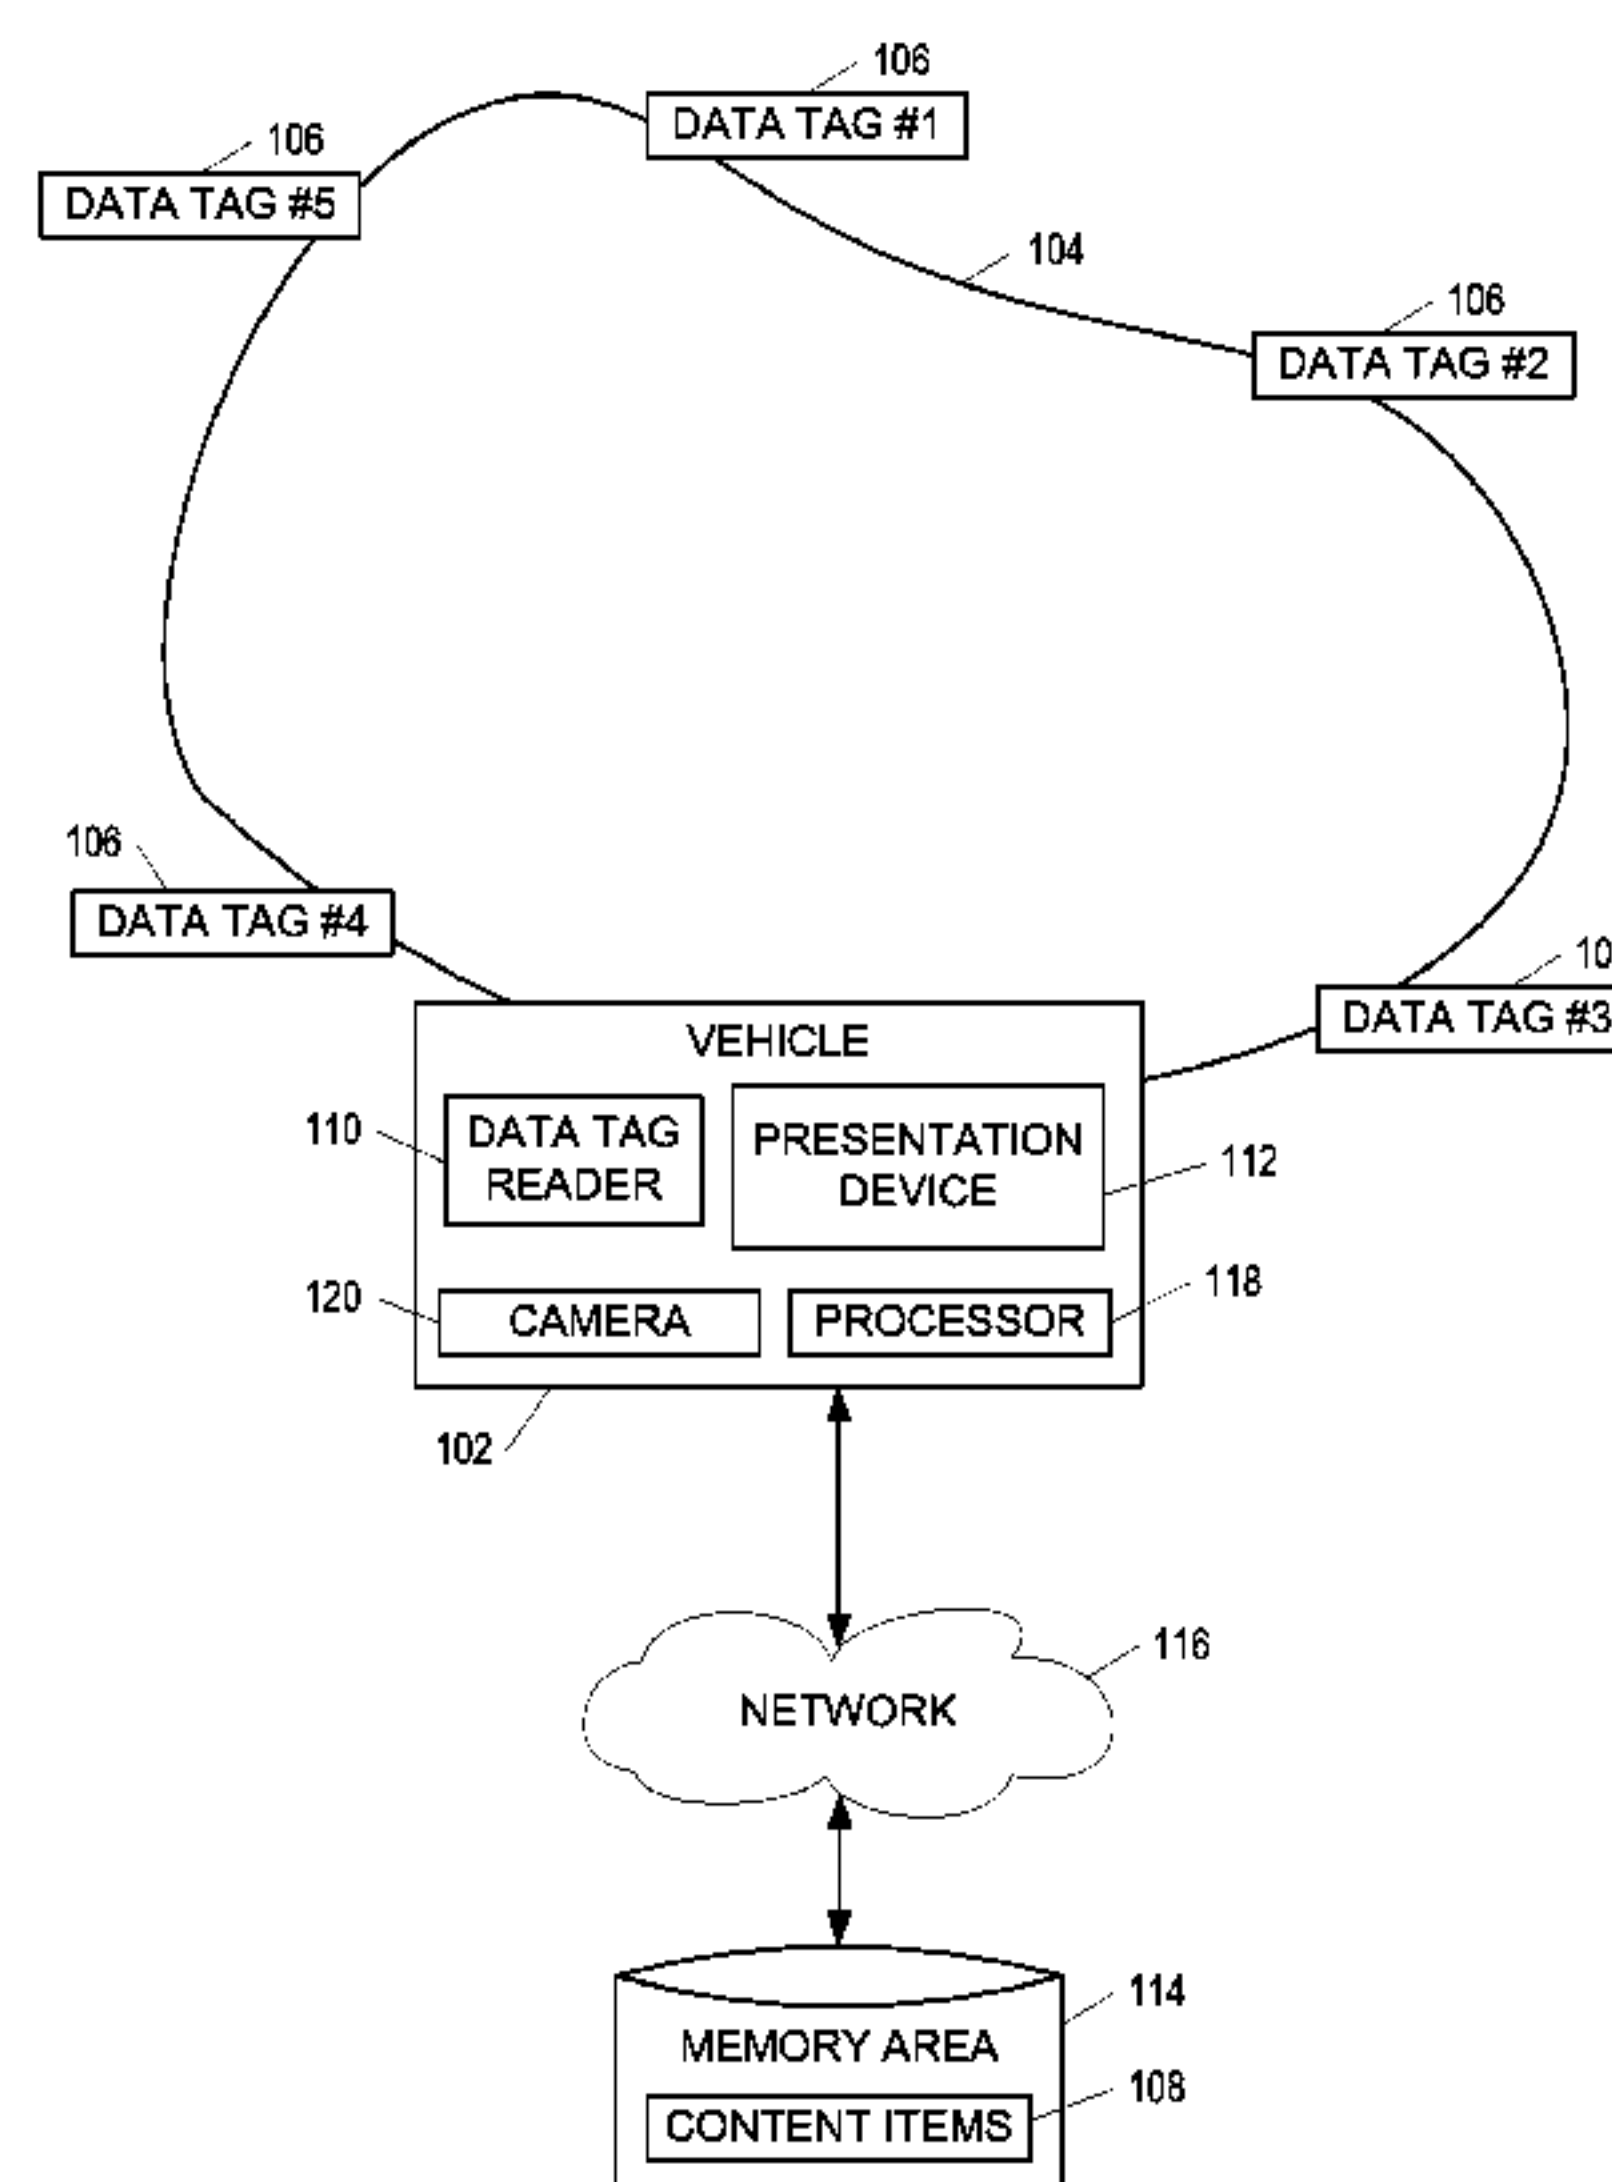 106
DATA TAG #1
106
DATA TAG #5
104
106
DATA TAG #2
106
DATA TAG #4
10
DATA TAG #3
VEHICLE
110
DATA TAG
READER
PRESENTATION
DEVICE
112
120
CAMERA
PROCESSOR
118
102
116
NETWORK
114
MEMORY AREA
108
CONTENT ITEMS